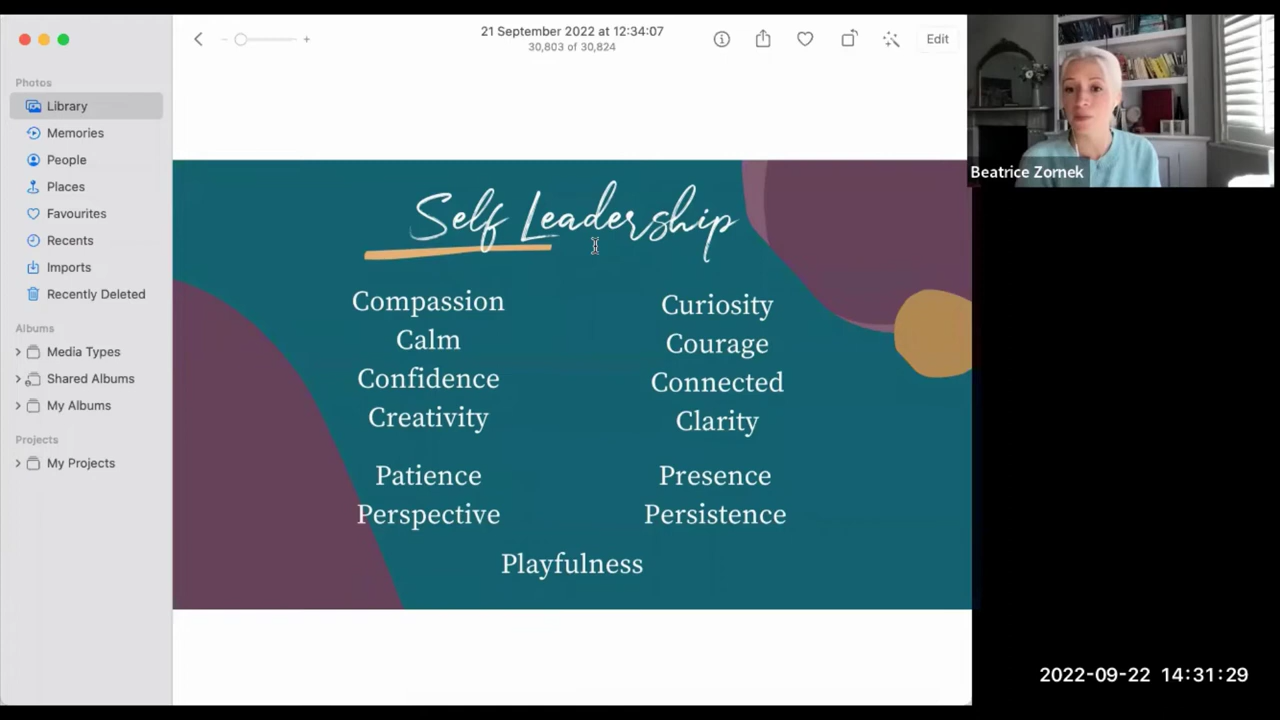 21 September 2022 at 12:34:07
30,803 of 30,824
Edit
Photos
Library
Memories
People
Places
Favourites
Recents
Imports
Recently Deleted
Albums
Media Types
Shared Albums
My Albums
Projects
My Projects
Self Leadership
Compassion
Calm
Confidence
Creativity
Curiosity
Courage
Connected
Clarity
Patience
Perspective
Presence
Persistence
Playfulness
Beatrice Zornek
2022-09-22 14:31:29